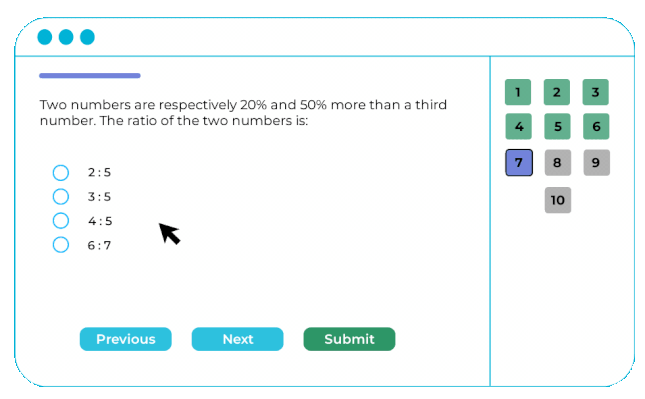 Two numbers are respectively 20% and 50% more than a third
number. The ratio of the two numbers is:
2 : 5
3 : 5
4 : 5
6 : 7
Previous Next Submit
1 2 3
4 5 6
7 8 9
10